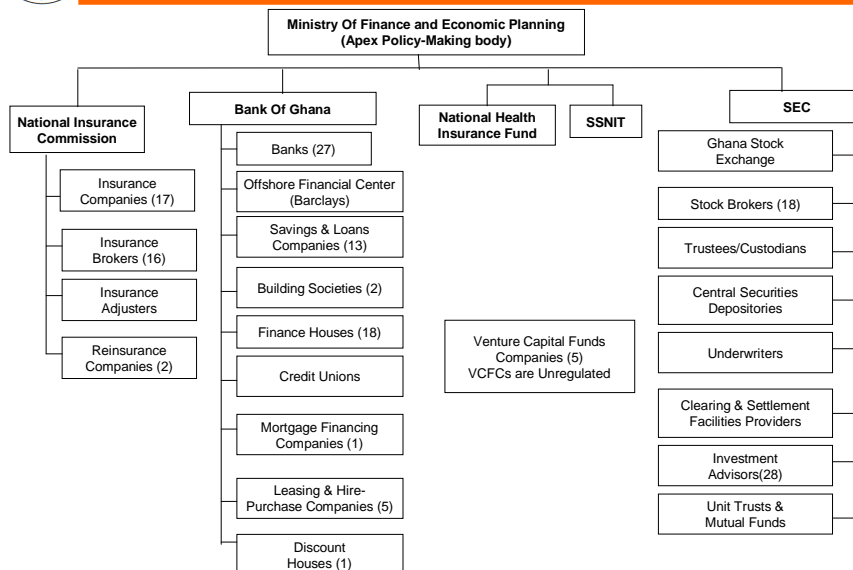 Ministry Of Finance and Economic Planning
(Apex Policy-Making body)
National Insurance
Commission
Insurance
Companies (17)
Insurance
Brokers (16)
Insurance
Adjusters
Reinsurance
Companies (2)
Bank Of Ghana
Banks (27)
Offshore Financial Center
(Barclays)
Savings & Loans
Companies (13)
Building Societies (2)
Finance Houses (18)
Credit Unions
Mortgage Financing
Companies (1)
Leasing & Hire-
Purchase Companies (5)
Discount
Houses (1)
National Health
Insurance Fund
SSNIT
Venture Capital Funds
Companies (5)
VCFCs are Unregulated
SEC
Ghana Stock
Exchange
Stock Brokers (18)
Trustees/Custodians
Central Securities
Depositories
Underwriters
Clearing & Settlement
Facilities Providers
Investment
Advisors(28)
Unit Trusts &
Mutual Funds